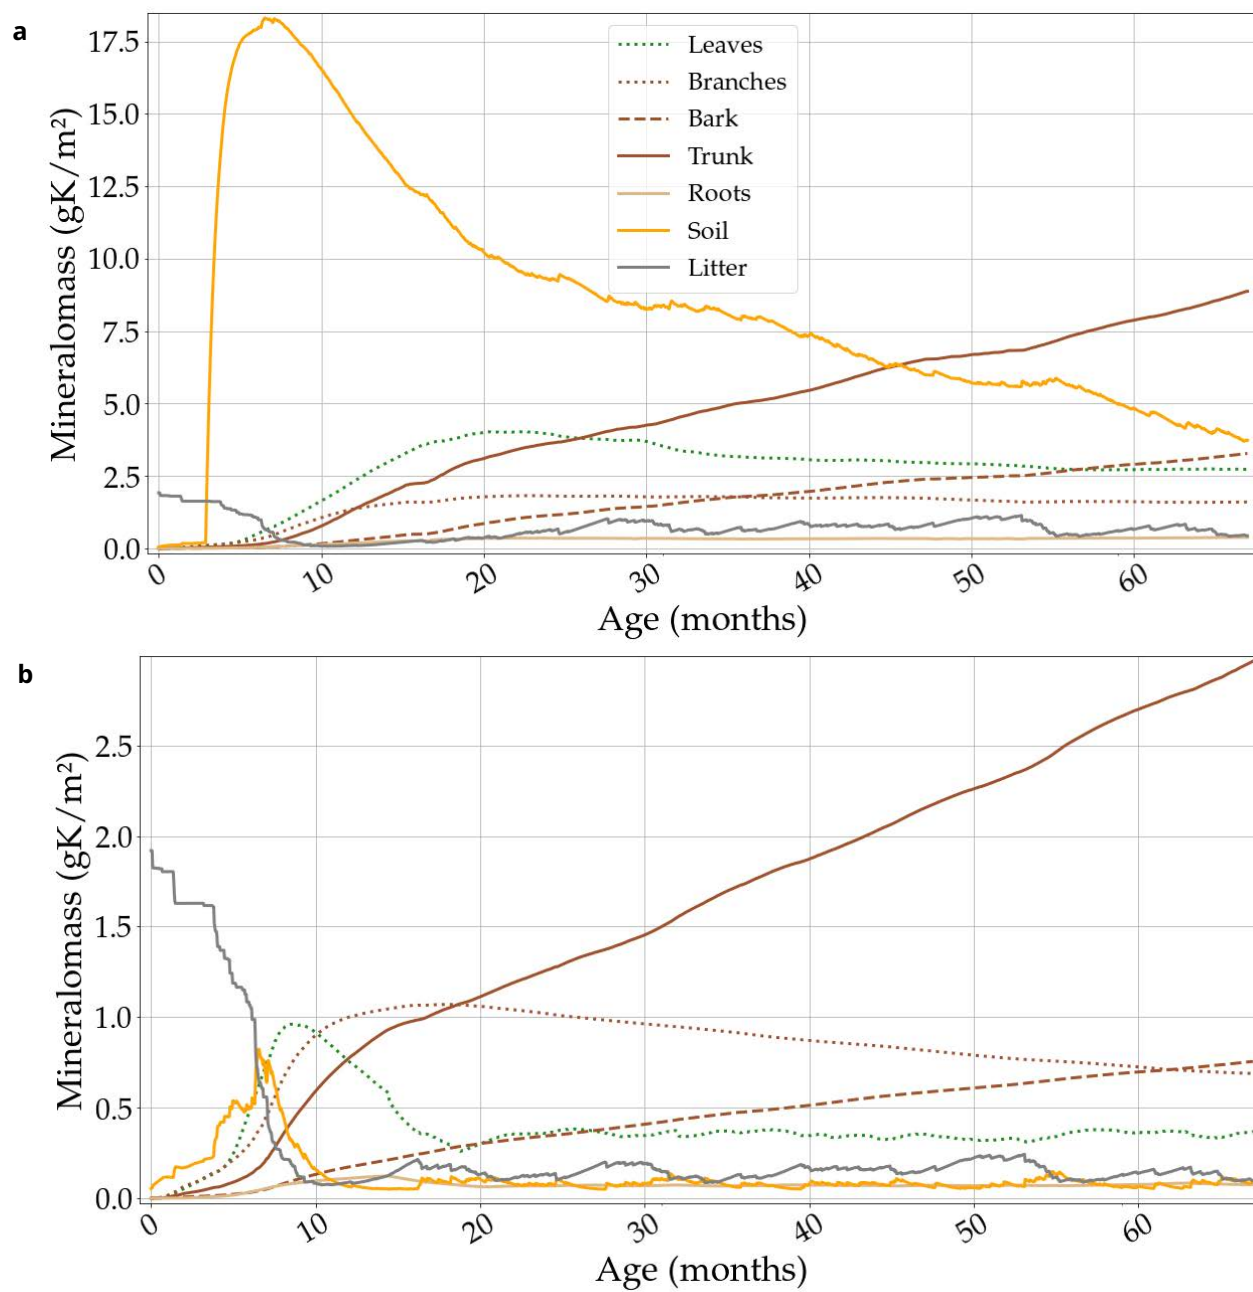 a
17.5
15.0
12.5
10.0
7.5
5.0
2.5
0.0
Mineralomass (gK/m²)
Leaves
Branches
Bark
Trunk
Roots
Soil
Litter
0 10 20 30 40 50 60
Age (months)
b
2.5
2.0
1.5
1.0
0.5
0.0
Mineralomass (gK/m²)
0 10 20 30 40 50 60
Age (months)